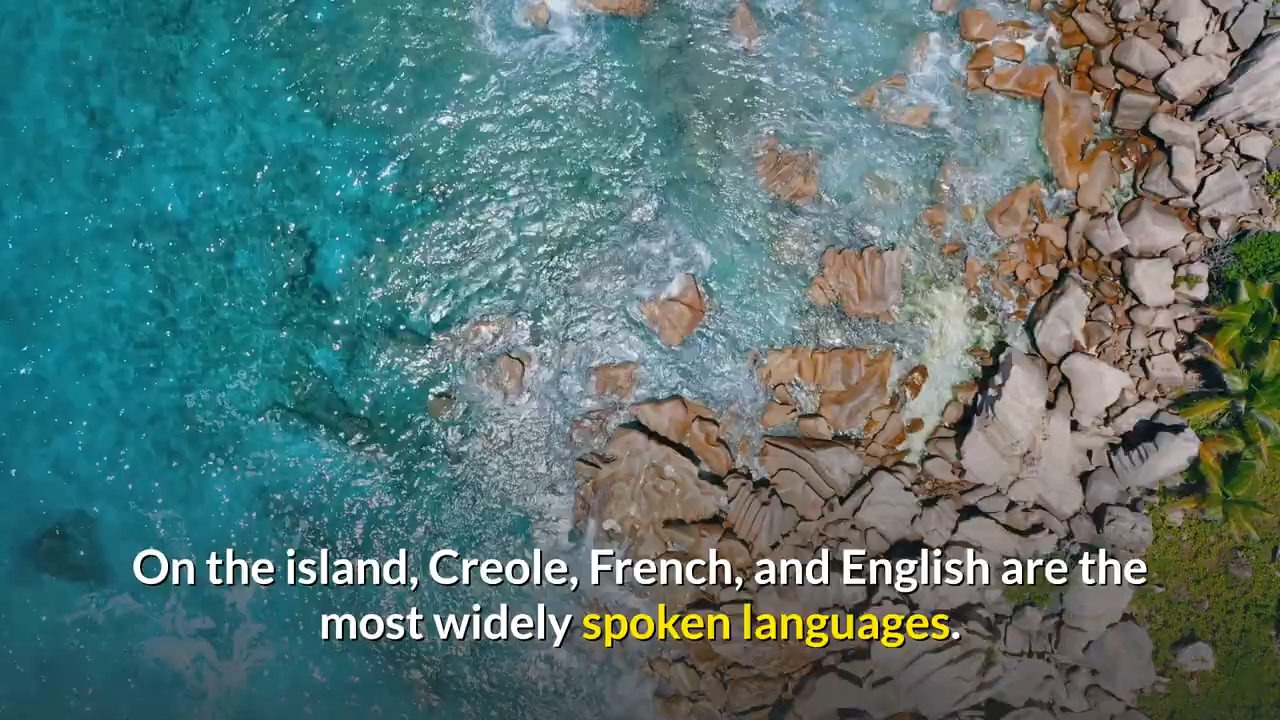 On the island, Creole, French, and English are the
most widely spoken languages.